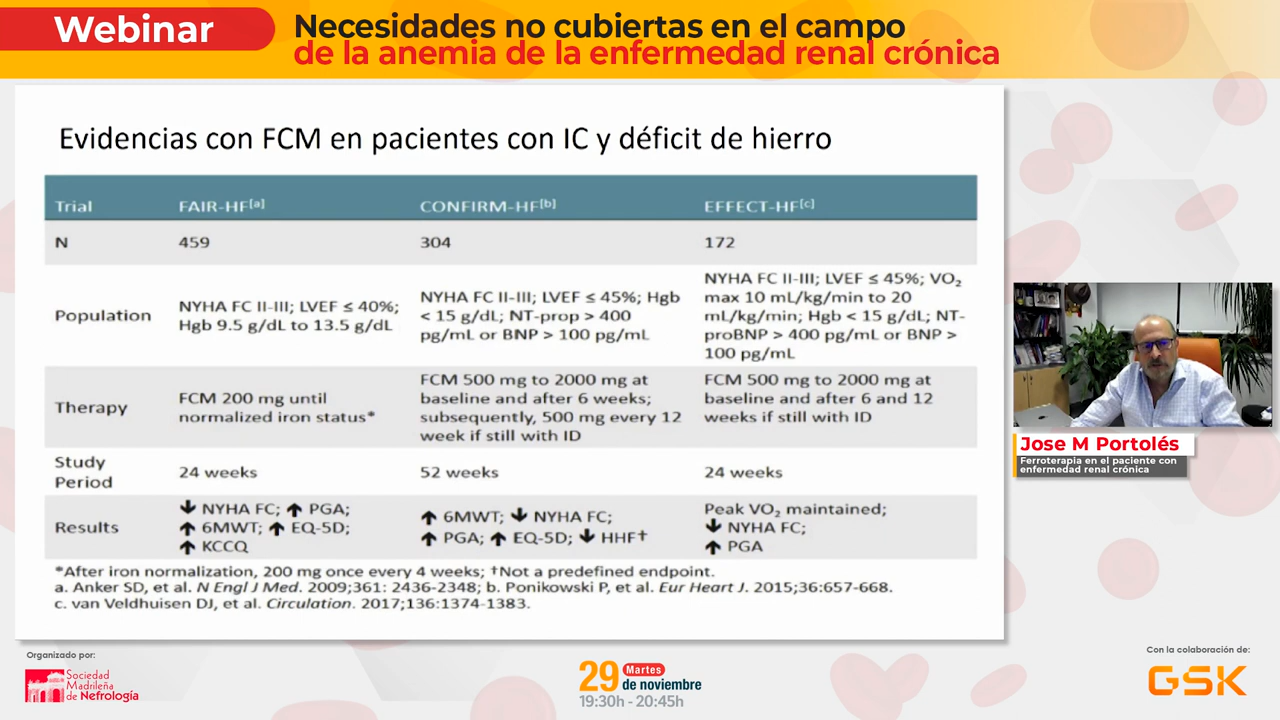 Webinar
Necesidades no cubiertas en el campo
de la anemia de la enfermedad renal crónica
Evidencias con FCM en pacientes con IC y déficit de hierro
Trial FAIR-HF[a] CONFIRM-HF[b] EFFECT-HF[c]
N 459 304 172
Population
NYHA FC II-III; LVEF ≤ 40%;
Hgb 9.5 g/dL to 13.5 g/dL
NYHA FC II-III; LVEF ≤ 45%; Hgb
< 15 g/dL; NT-prop > 400
pg/mL or BNP > 100 pg/mL
NYHA FC II-III; LVEF ≤ 45%; VO₂
max 10 mL/kg/min to 20
mL/kg/min; Hgb < 15 g/dL; NT-
proBNP > 400 pg/mL or BNP >
100 pg/mL
Therapy
FCM 200 mg until
normalized iron status*
FCM 500 mg to 2000 mg at
baseline and after 6 weeks;
subsequently, 500 mg every 12
week if still with ID
FCM 500 mg to 2000 mg at
baseline and after 6 and 12
weeks if still with ID
Study
Period
24 weeks 52 weeks 24 weeks
Results
↓ NYHA FC; ↑ PGA;
↑ 6MWT; ↑ EQ-5D;
↑ KCCQ
↑ 6MWT; ↓ NYHA FC;
↑ PGA; ↑ EQ-5D; ↓ HHF†
Peak VO₂ maintained;
↓ NYHA FC;
↑ PGA
*After iron normalization, 200 mg once every 4 weeks; †Not a predefined endpoint.
a. Anker SD, et al. N Engl J Med. 2009;361: 2436-2348; b. Ponikowski P, et al. Eur Heart J. 2015;36:657-668.
c. van Veldhuisen DJ, et al. Circulation. 2017;136:1374-1383.
Jose M Portolés
Ferroterapia en el paciente con
enfermedad renal crónica
Organizado por:
Sociedad
Madrileña
de Nefrología
29 Martes
de noviembre
19:30h - 20:45h
Con la colaboración de:
GSK